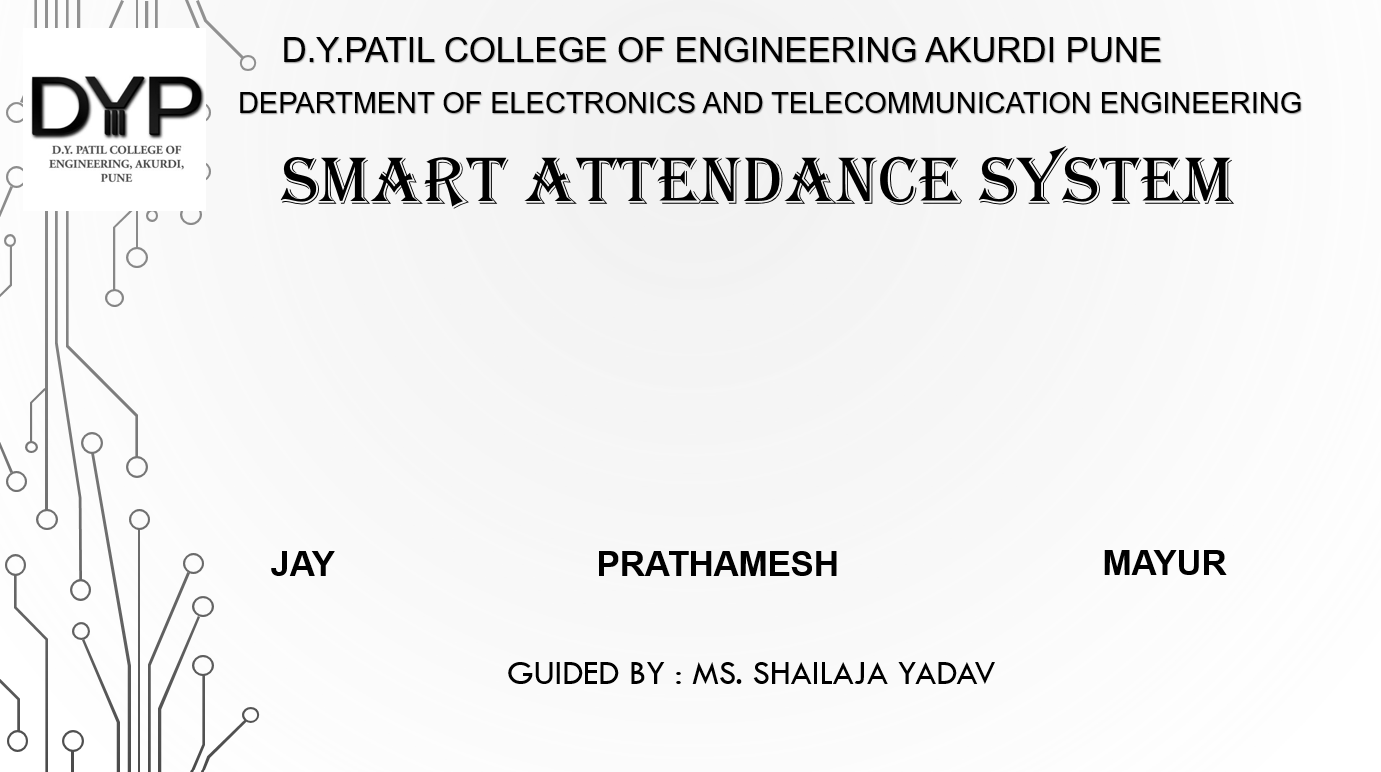 D.Y.PATIL COLLEGE OF ENGINEERING AKURDI PUNE
DEPARTMENT OF ELECTRONICS AND TELECOMMUNICATION ENGINEERING
DYP
D.Y. PATIL COLLEGE OF
ENGINEERING, AKURDI,
PUNE
SMART ATTENDANCE SYSTEM
JAY PRATHAMESH MAYUR
GUIDED BY : MS. SHAILAJA YADAV